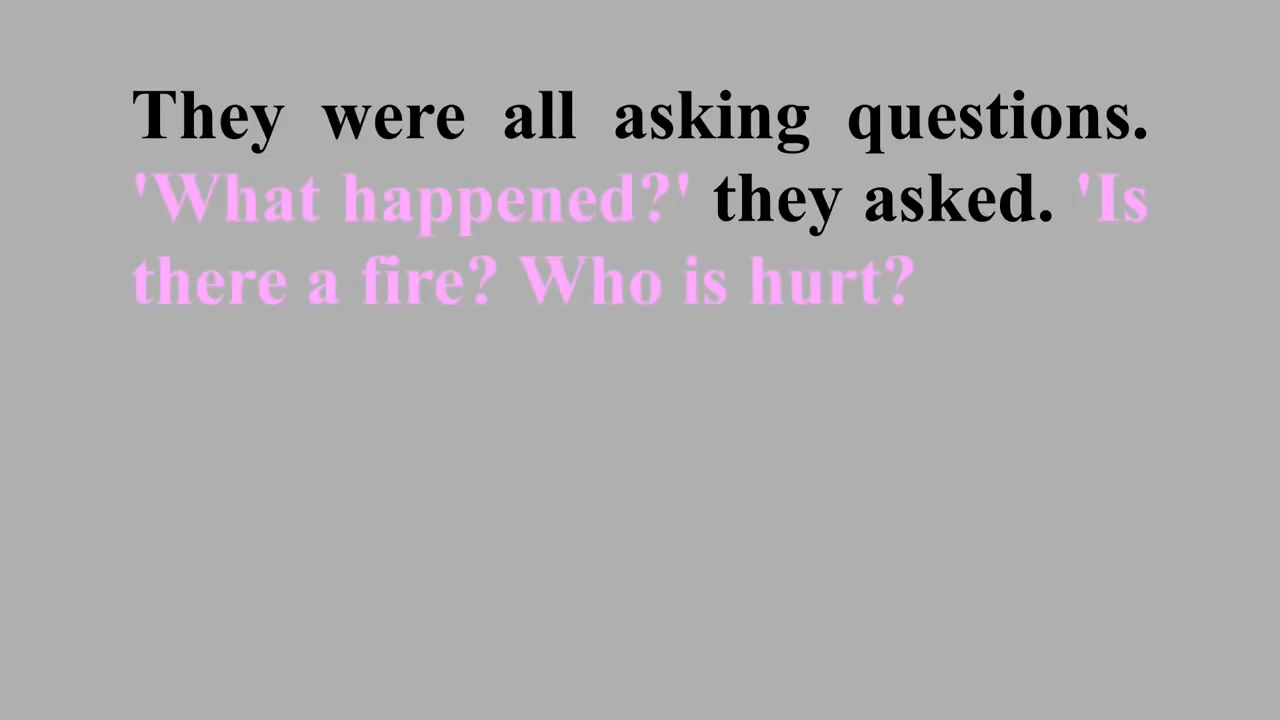 They were all asking questions.
'What happened?' they asked. 'Is
there a fire? Who is hurt?